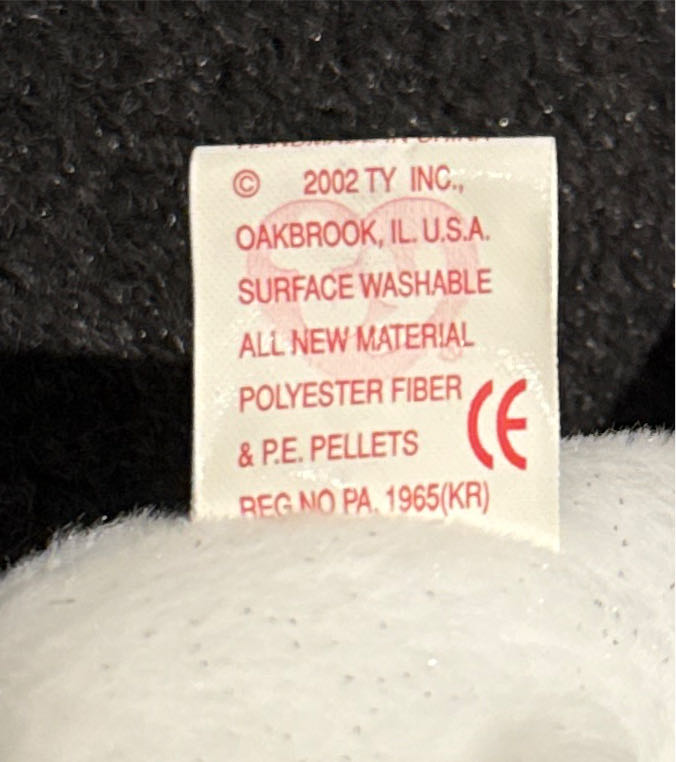 © 2002 TY INC.,
OAKBROOK, IL. U.S.A.
SURFACE WASHABLE
ALL NEW MATERIAL
POLYESTER FIBER
& P.E. PELLETS
CE
REG NO PA. 1965(KR)